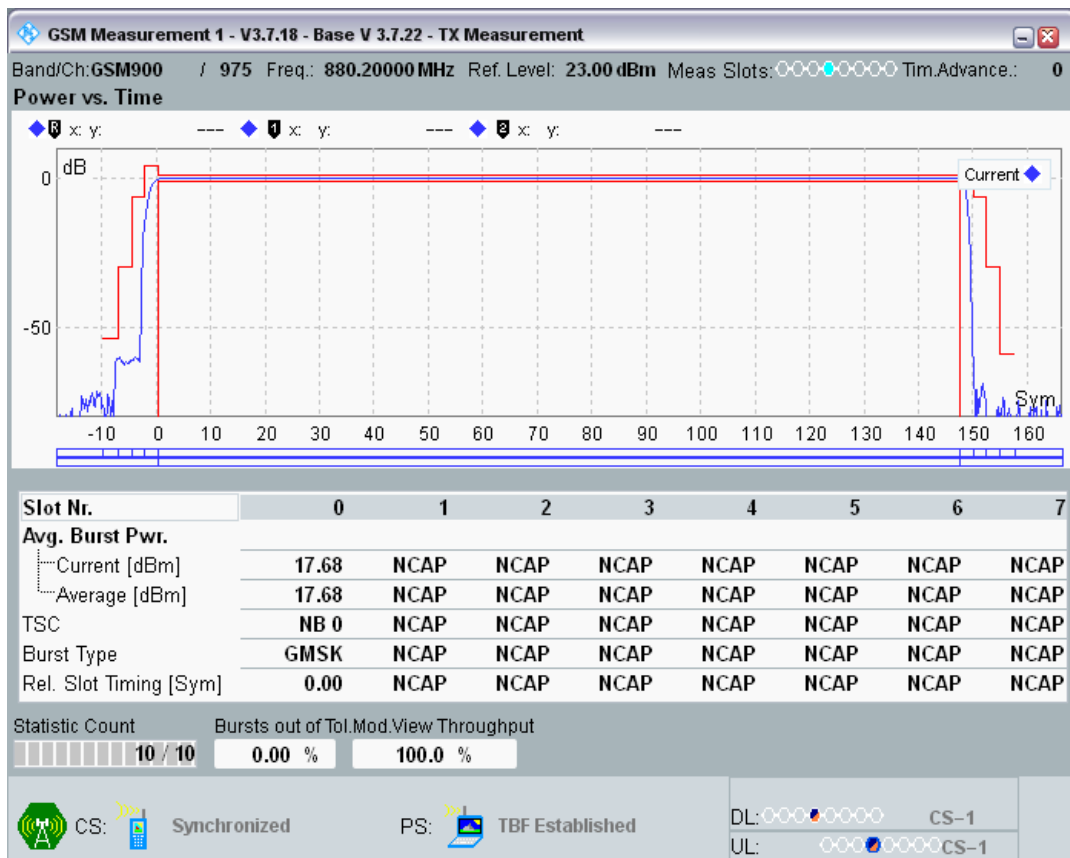 GSM Measurement 1 - V3.7.18 - Base V 3.7.22 - TX Measurement
Band/Ch:GSM900 / 975 Freq.: 880.20000 MHz Ref. Level: 23.00 dBm Meas Slots: Tim.Advance.: 0
Power vs. Time
R x: y: --- 1 x: y: --- 2 x: y: ---
dB
0
Current
-50
Sym
-10 0 10 20 30 40 50 60 70 80 90 100 110 120 130 140 150 160
Slot Nr. 0 1 2 3 4 5 6 7
Avg. Burst Pwr.
Current [dBm] 17.68 NCAP NCAP NCAP NCAP NCAP NCAP NCAP
Average [dBm] 17.68 NCAP NCAP NCAP NCAP NCAP NCAP NCAP
TSC NB 0 NCAP NCAP NCAP NCAP NCAP NCAP NCAP
Burst Type GMSK NCAP NCAP NCAP NCAP NCAP NCAP NCAP
Rel. Slot Timing [Sym] 0.00 NCAP NCAP NCAP NCAP NCAP NCAP NCAP
Statistic Count Bursts out of Tol.Mod.View Throughput
10 / 10 0.00 % 100.0 %
CS: Synchronized PS: TBF Established
DL: CS-1
UL: CS-1